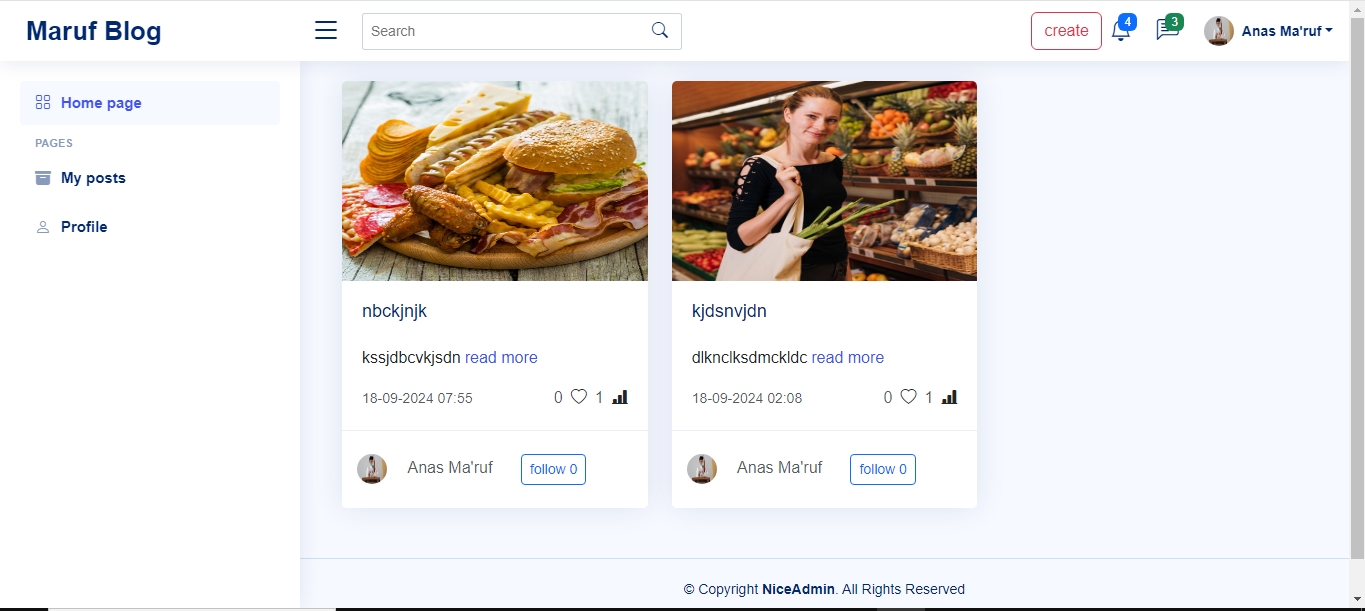 Maruf Blog
Search
create
4
3
Anas Ma'ruf
Home page
PAGES
My posts
Profile
nbckjnjk
kssjdbcvkjsdn read more
18-09-2024 07:55 0 1
Anas Ma'ruf follow 0
kjdsnvjdn
dlknclksdmckldc read more
18-09-2024 02:08 0 1
Anas Ma'ruf follow 0
© Copyright NiceAdmin. All Rights Reserved